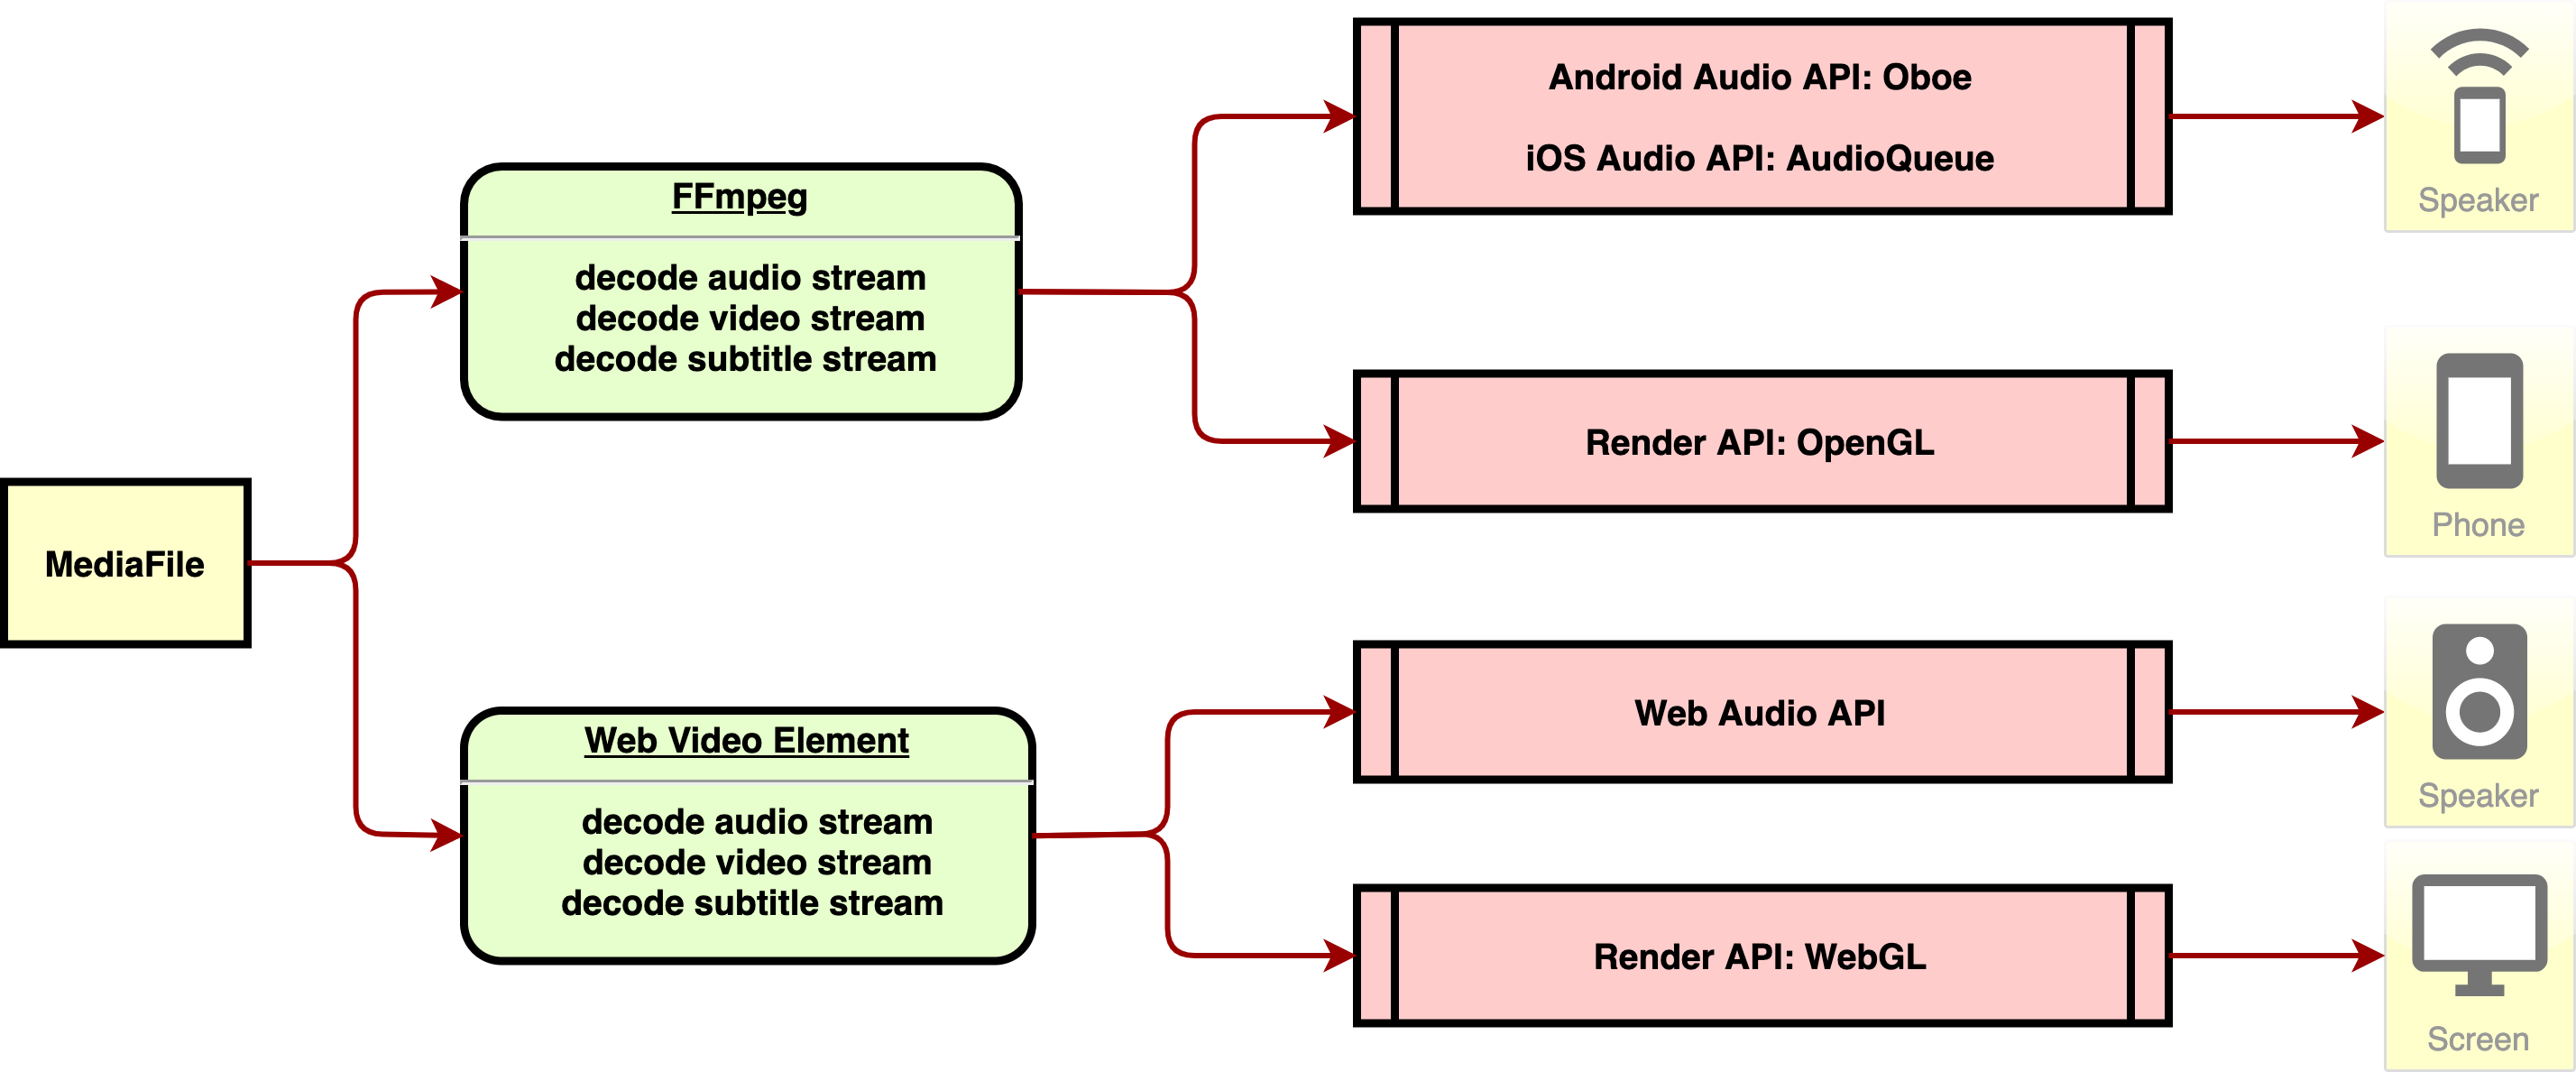 MediaFile
FFmpeg
decode audio stream
decode video stream
decode subtitle stream
Web Video Element
decode audio stream
decode video stream
decode subtitle stream
Android Audio API: Oboe
iOS Audio API: AudioQueue
Render API: OpenGL
Web Audio API
Render API: WebGL
Speaker
Phone
Speaker
Screen